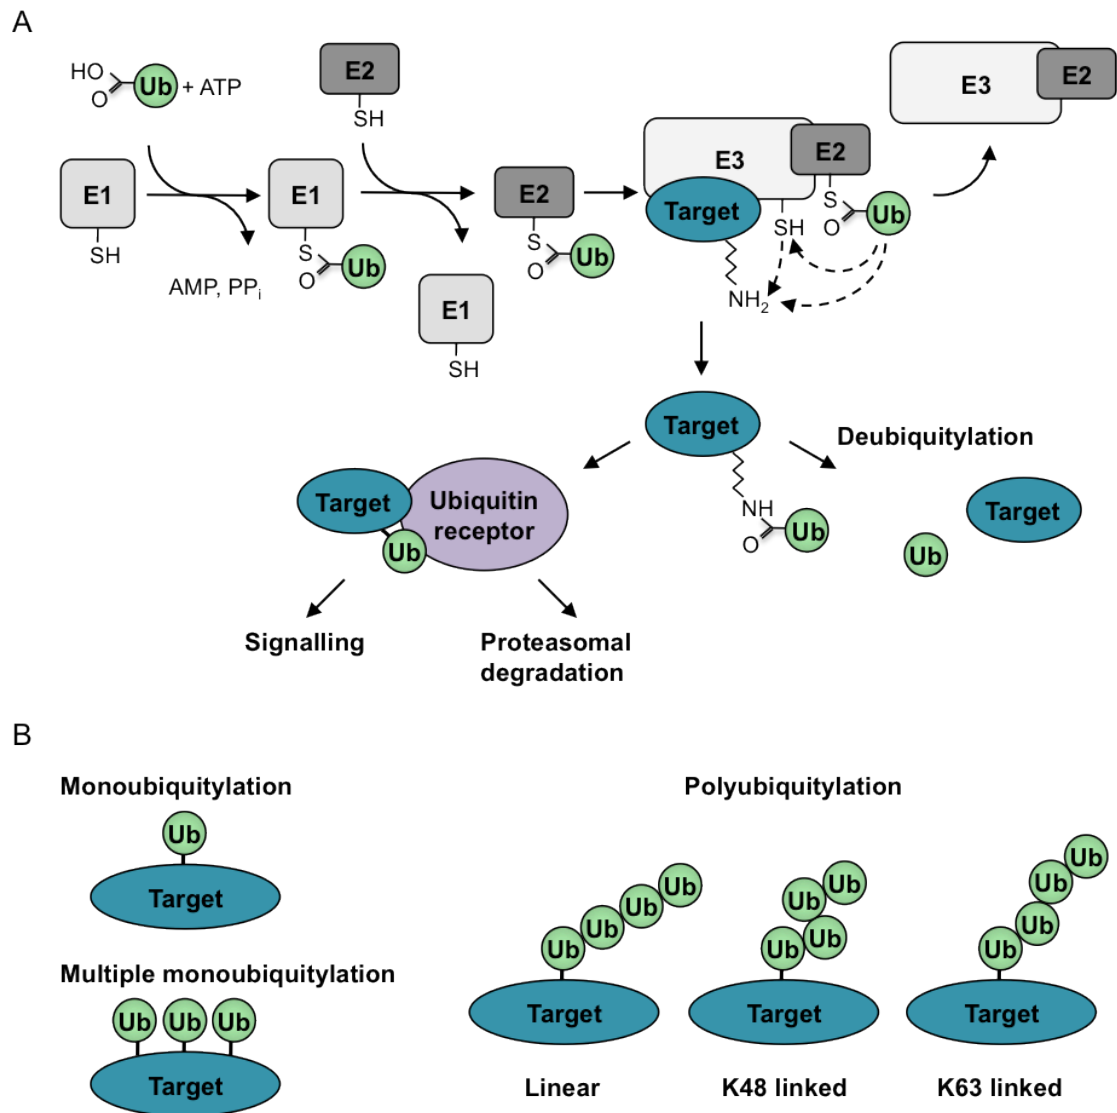 A
HO
O
Ub + ATP
E1
SH
AMP, PPi
E1
S
O
Ub
E2
SH
E1
SH
E2
S
O
Ub
E3
E2
Target
SH
S
O
Ub
NH2
E3
E2
Target
NH
O
Ub
Deubiquitylation
Ub
Target
Target
Ub
Ubiquitin
receptor
Signalling
Proteasomal
degradation
B
Monoubiquitylation
Ub
Target
Multiple monoubiquitylation
Ub Ub Ub
Target
Polyubiquitylation
Ub Ub Ub Ub
Target
Linear
Ub Ub Ub Ub
Target
K48 linked
Ub Ub Ub Ub
Target
K63 linked